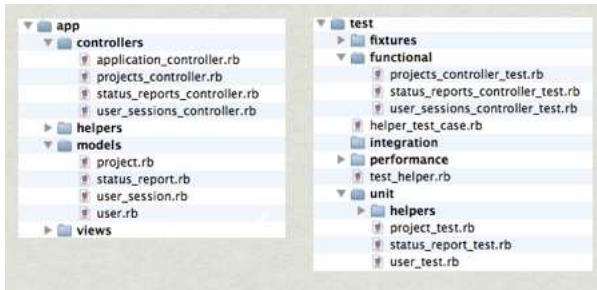 app
controllers
application_controller.rb
projects_controller.rb
status_reports_controller.rb
user_sessions_controller.rb
helpers
models
project.rb
status_report.rb
user_session.rb
user.rb
views
test
fixtures
functional
projects_controller_test.rb
status_reports_controller_test.rb
user_sessions_controller_test.rb
helper_test_case.rb
integration
performance
test_helper.rb
unit
helpers
project_test.rb
status_report_test.rb
user_test.rb